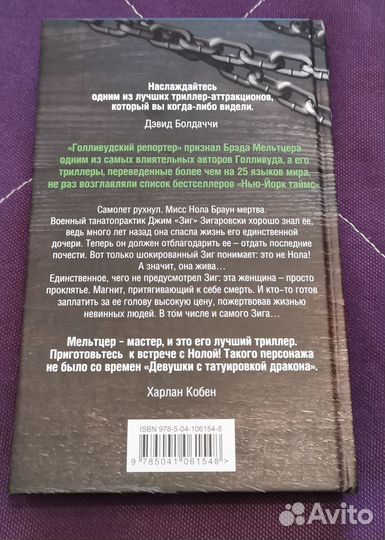 Наслаждайтесь
одним из лучших триллер-аттракционов,
который вы когда-либо видели.
Дэвид Болдаччи
«Голливудский репортер» признал Брэда Мельтцера
одним из самых влиятельных авторов Голливуда, а его
триллеры, переведенные более чем на 25 языков мира,
не раз возглавляли список бестселлеров «Нью-Йорк таймс»
Самолет рухнул. Мисс Нола Браун мертва.
Военный танатопрактик Джим «Зиг» Зигаровски хорошо знал ее,
ведь много лет назад она спасла жизнь его единственной
дочери. Теперь он должен отблагодарить ее – отдать последние
почести. Вот только шокированный Зиг понимает: это не Нола!
А значит, она жива...
Единственное, чего не предусмотрел Зиг: эта женщина – просто
проклятье. Магнит, притягивающий к себе смерть. И кто-то готов
заплатить за ее голову высокую цену, пожертвовав жизнью
невинных людей. В том числе и самого Зига...
Мельтцер - мастер, и это его лучший триллер.
Приготовьтесь к встрече с Нолой! Такого персонажа
не было со времен «Девушки с татуировкой дракона».
Харлан Кобен
ISBN 978-5-04-106154-8
9 785041 061548 >
Avito